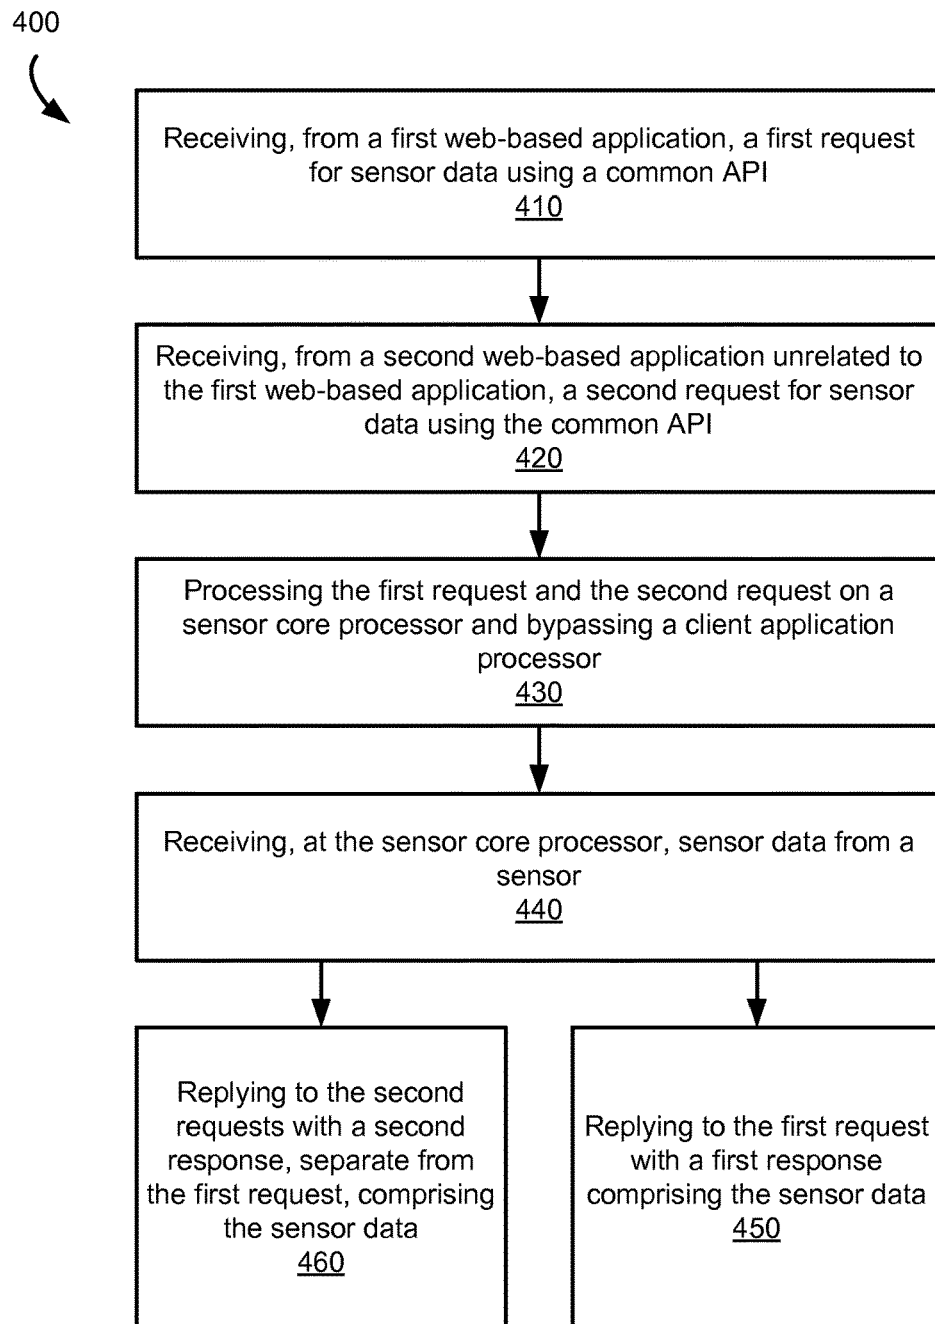 400
Receiving, from a first web-based application, a first request
for sensor data using a common API
410
Receiving, from a second web-based application unrelated to
the first web-based application, a second request for sensor
data using the common API
420
Processing the first request and the second request on a
sensor core processor and bypassing a client application
processor
430
Receiving, at the sensor core processor, sensor data from a
sensor
440
Replying to the second
requests with a second
response, separate from
the first request, comprising
the sensor data
460
Replying to the first request
with a first response
comprising the sensor data
450